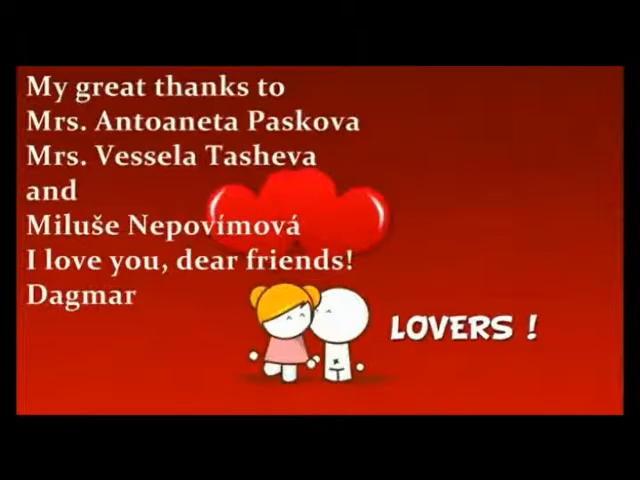 My great thanks to
Mrs. Antoaneta Paskova
Mrs. Vessela Tasheva
and
Miluše Nepovímová
I love you, dear friends!
Dagmar
LOVERS !